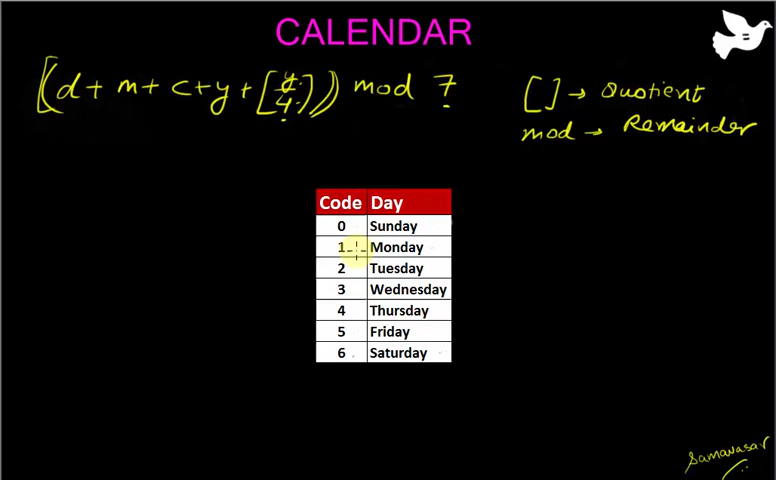 CALENDAR
(d + m + c + y + [y/4]) mod 7
[ ] → Quotient
mod → Remainder
Code Day
0 Sunday
1 Monday
2 Tuesday
3 Wednesday
4 Thursday
5 Friday
6 Saturday
Samavasar